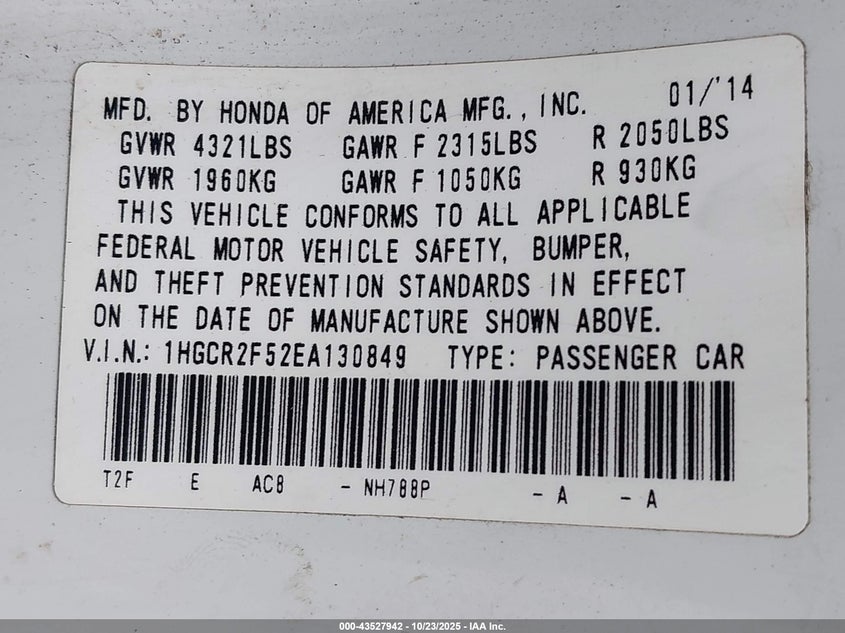 MFD. BY HONDA OF AMERICA MFG., INC. 01/'14
GVWR 4321LBS GAWR F 2315LBS R 2050LBS
GVWR 1960KG GAWR F 1050KG R 930KG
THIS VEHICLE CONFORMS TO ALL APPLICABLE
FEDERAL MOTOR VEHICLE SAFETY, BUMPER,
AND THEFT PREVENTION STANDARDS IN EFFECT
ON THE DATE OF MANUFACTURE SHOWN ABOVE.
V.I.N.: 1HGCR2F52EA130849 TYPE: PASSENGER CAR
T2F E AC8 - NH788P - A - A
000-43527942 - 10/23/2025 - IAA Inc.